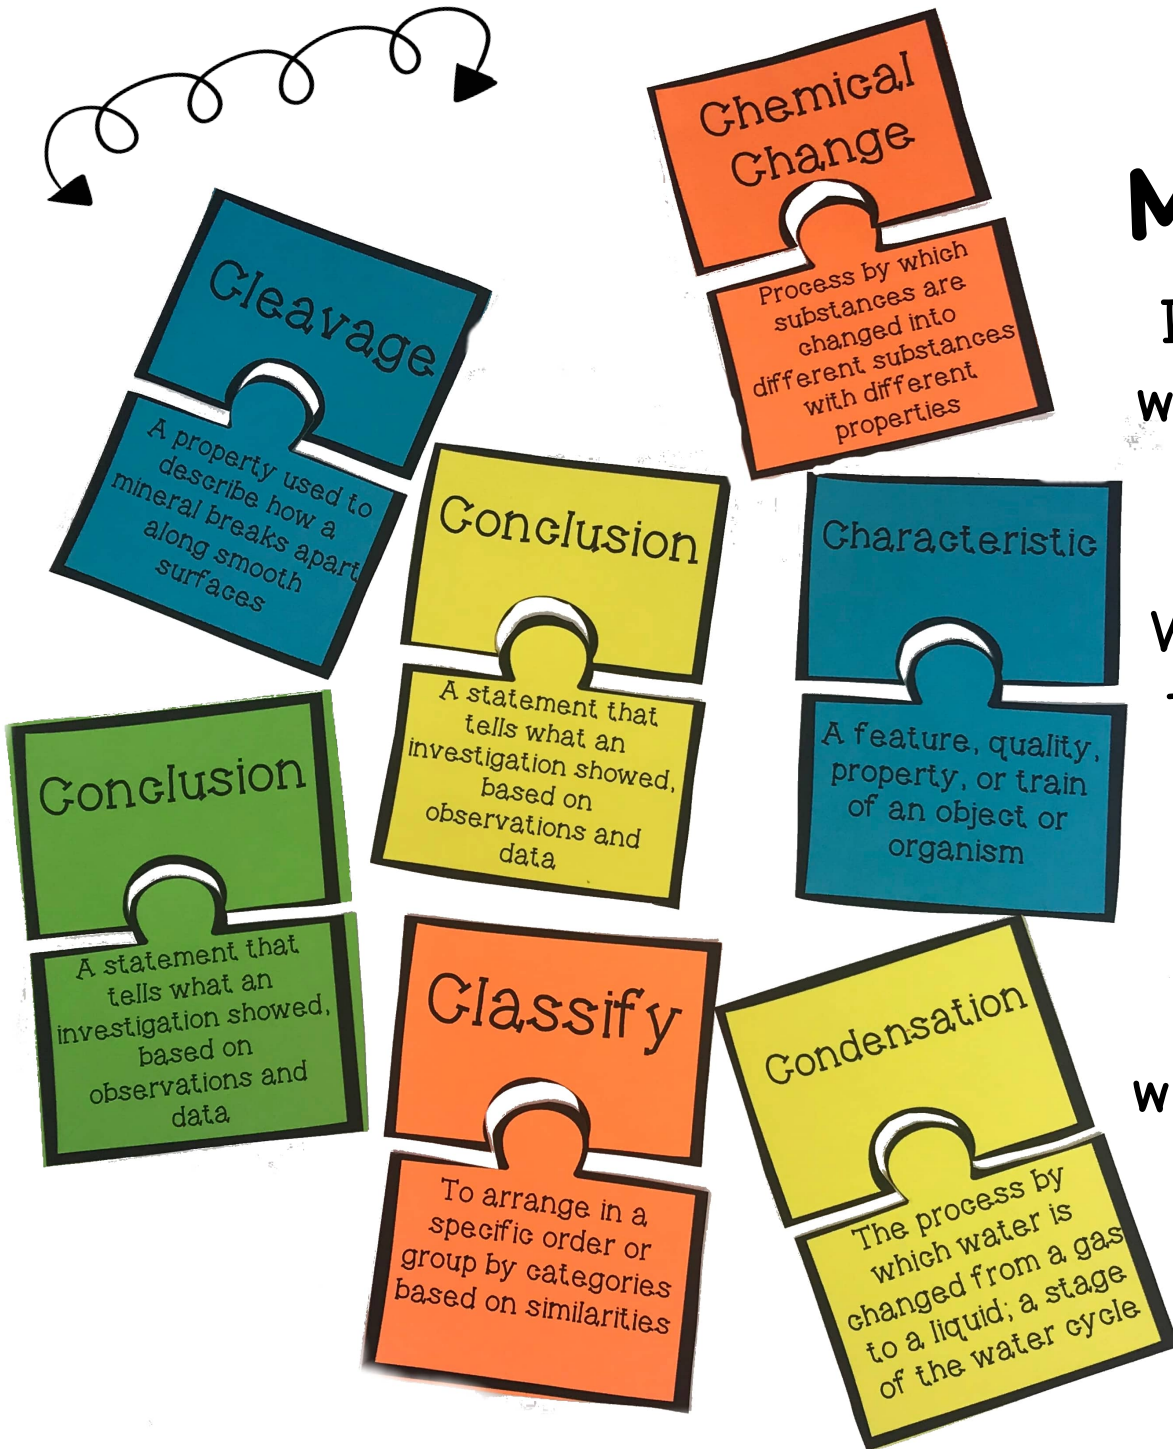 Chemical
Change
Process by which
substances are
changed into
different substances
with different
properties
Cleavage
A property used to
describe how a
mineral breaks apart
along smooth
surfaces
Conclusion
A statement that
tells what an
investigation showed,
based on
observations and
data
Characteristic
A feature, quality,
property, or train
of an object or
organism
Conclusion
A statement that
tells what an
investigation showed,
based on
observations and
data
Classify
To arrange in a
specific order or
group by categories
based on similarities
Condensation
The process by
which water is
changed from a gas
to a liquid; a stage
of the water cycle